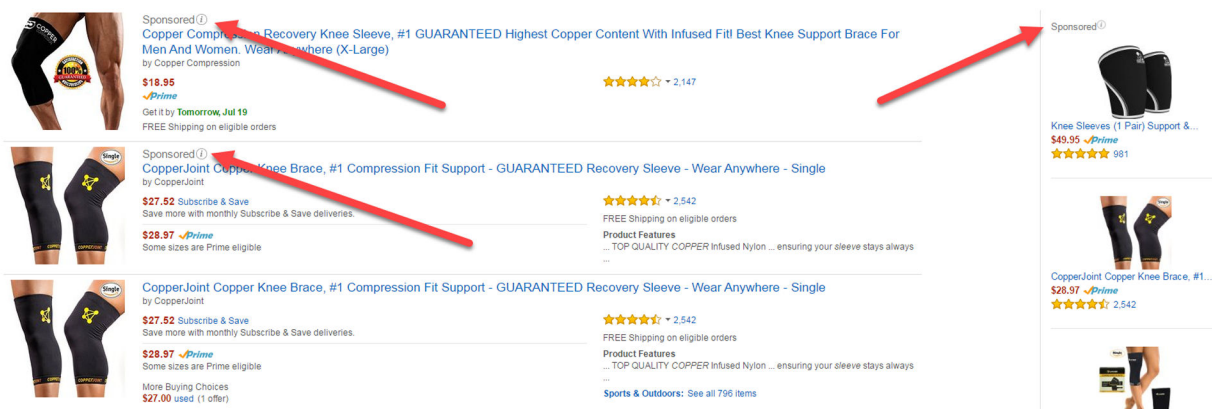 Sponsored
Copper Compression Recovery Knee Sleeve, #1 GUARANTEED Highest Copper Content With Infused Fit! Best Knee Support Brace For
Men And Women. Wear Anywhere (X-Large)
by Copper Compression
$18.95
Prime
Get it by Tomorrow, Jul 19
FREE Shipping on eligible orders
2,147
COPPER
SATISFACTION
100%
GUARANTEED
Sponsored
CopperJoint Copper Knee Brace, #1 Compression Fit Support - GUARANTEED Recovery Sleeve - Wear Anywhere - Single
by CopperJoint
$27.52 Subscribe & Save
Save more with monthly Subscribe & Save deliveries.
$28.97 Prime
Some sizes are Prime eligible
2,542
FREE Shipping on eligible orders
Product Features
... TOP QUALITY COPPER Infused Nylon ... ensuring your sleeve stays always
...
Single
CopperJoint Copper Knee Brace, #1 Compression Fit Support - GUARANTEED Recovery Sleeve - Wear Anywhere - Single
by CopperJoint
$27.52 Subscribe & Save
Save more with monthly Subscribe & Save deliveries.
$28.97 Prime
Some sizes are Prime eligible
More Buying Choices
$27.00 used (1 offer)
2,542
FREE Shipping on eligible orders
Product Features
... TOP QUALITY COPPER Infused Nylon ... ensuring your sleeve stays always
...
Sports & Outdoors: See all 796 items
Single
Sponsored
Knee Sleeves (1 Pair) Support &...
$49.95 Prime
981
Single
CopperJoint Copper Knee Brace, #1...
$28.97 Prime
2,542